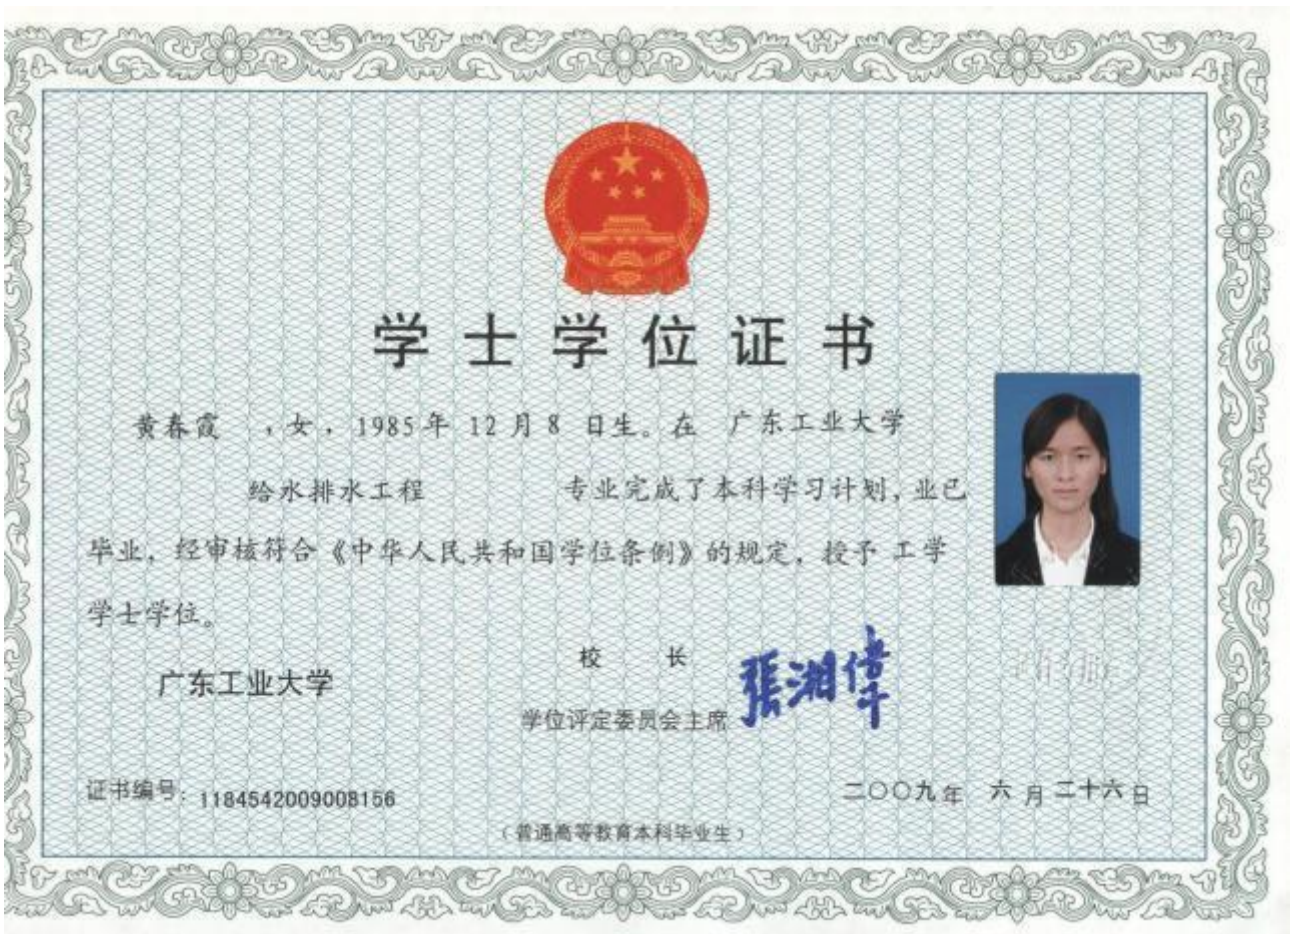 学士学位证书
黄春霞 ,女,1985年 12月8 日生。在 广东工业大学
给水排水工程 专业完成了本科学习计划,业已
毕业,经审核符合《中华人民共和国学位条例》的规定,授予 工学
学士学位。
校 长
广东工业大学
張湘偉
学位评定委员会主席
证书编号:1184542009008156
二〇〇九年 六月二十六日
(普通高等教育本科毕业生)